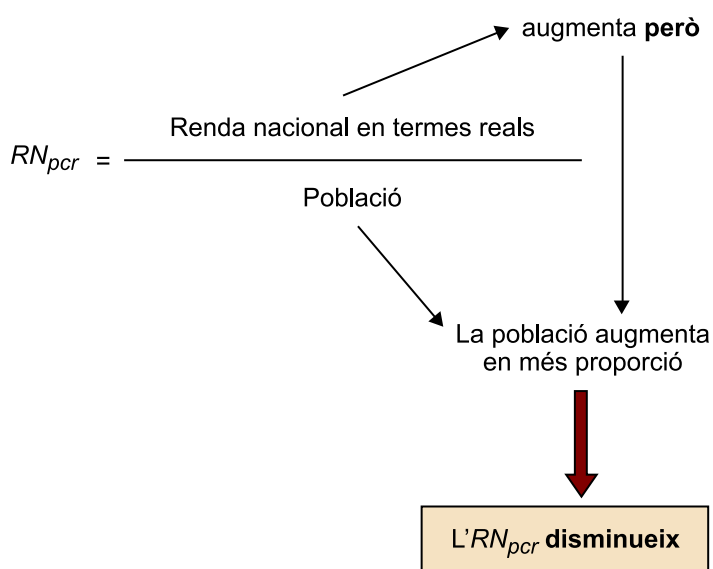 augmenta però
Renda nacional en termes reals
RNpcr =
Població
La població augmenta
en més proporció
L'RNpcr disminueix